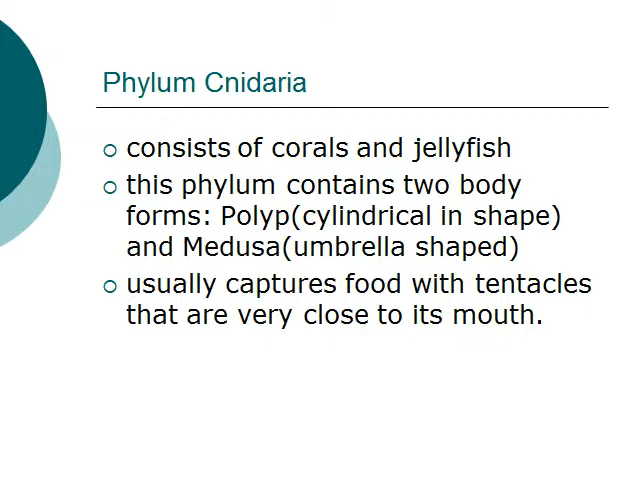 Phylum Cnidaria
consists of corals and jellyfish
this phylum contains two body
forms: Polyp(cylindrical in shape)
and Medusa(umbrella shaped)
usually captures food with tentacles
that are very close to its mouth.